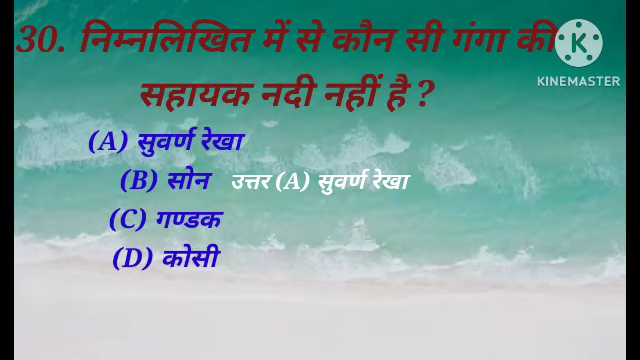 30. निम्नलिखित में से कौन सी गंगा की
KINEMASTER
सहायक नदी नहीं है ?
(A) सुवर्ण रेखा
(B) सोन उत्तर (A) सुवर्ण रेखा
(C) गण्डक
(D) कोसी